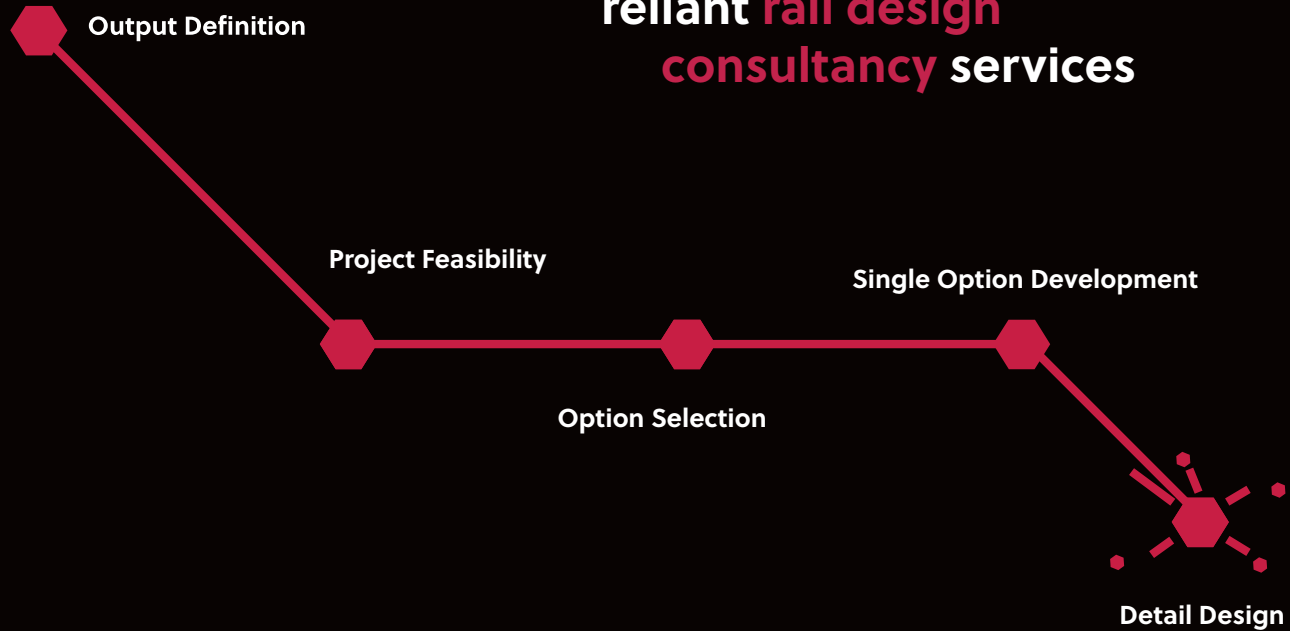 Output Definition
reliant rail design
consultancy services
Project Feasibility
Single Option Development
Option Selection
Detail Design